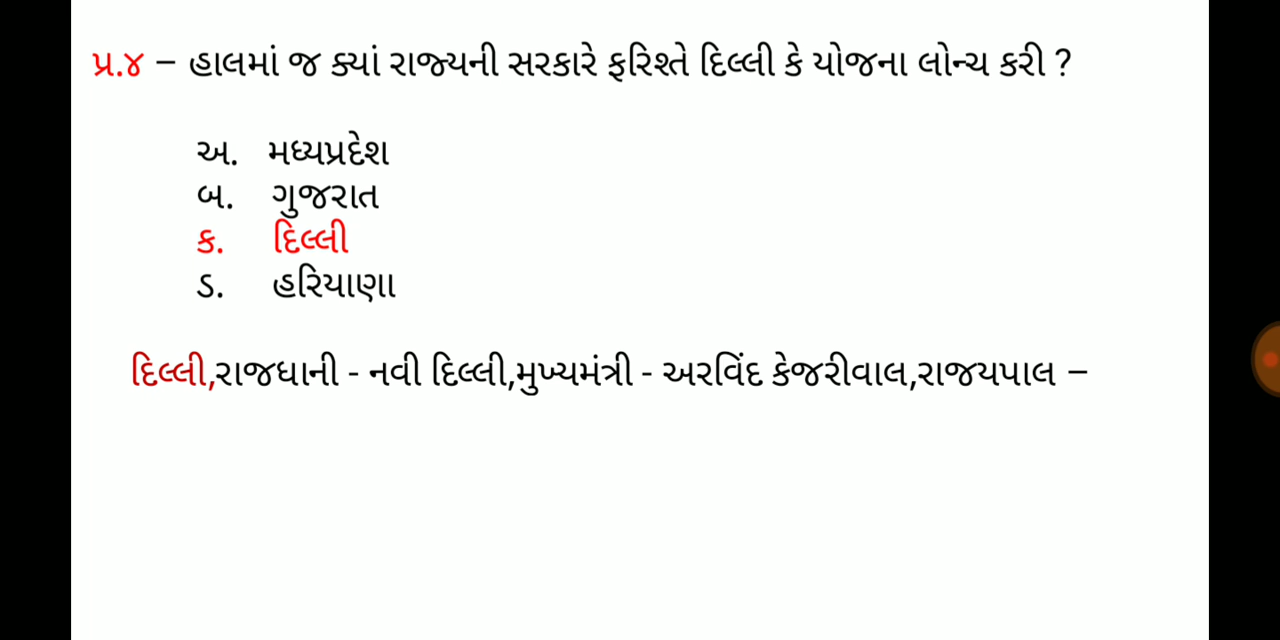 પ્ર.૪ – હાલમાં જ ક્યાં રાજ્યની સરકારે ફરિશ્તે દિલ્લી કે યોજના લોન્ચ કરી ?
અ. મધ્યપ્રદેશ
બ. ગુજરાત
ક. દિલ્લી
ડ. હરિયાણા
દિલ્લી,રાજધાની - નવી દિલ્લી,મુખ્યમંત્રી - અરવિંદ કેજરીવાલ,રાજયપાલ –